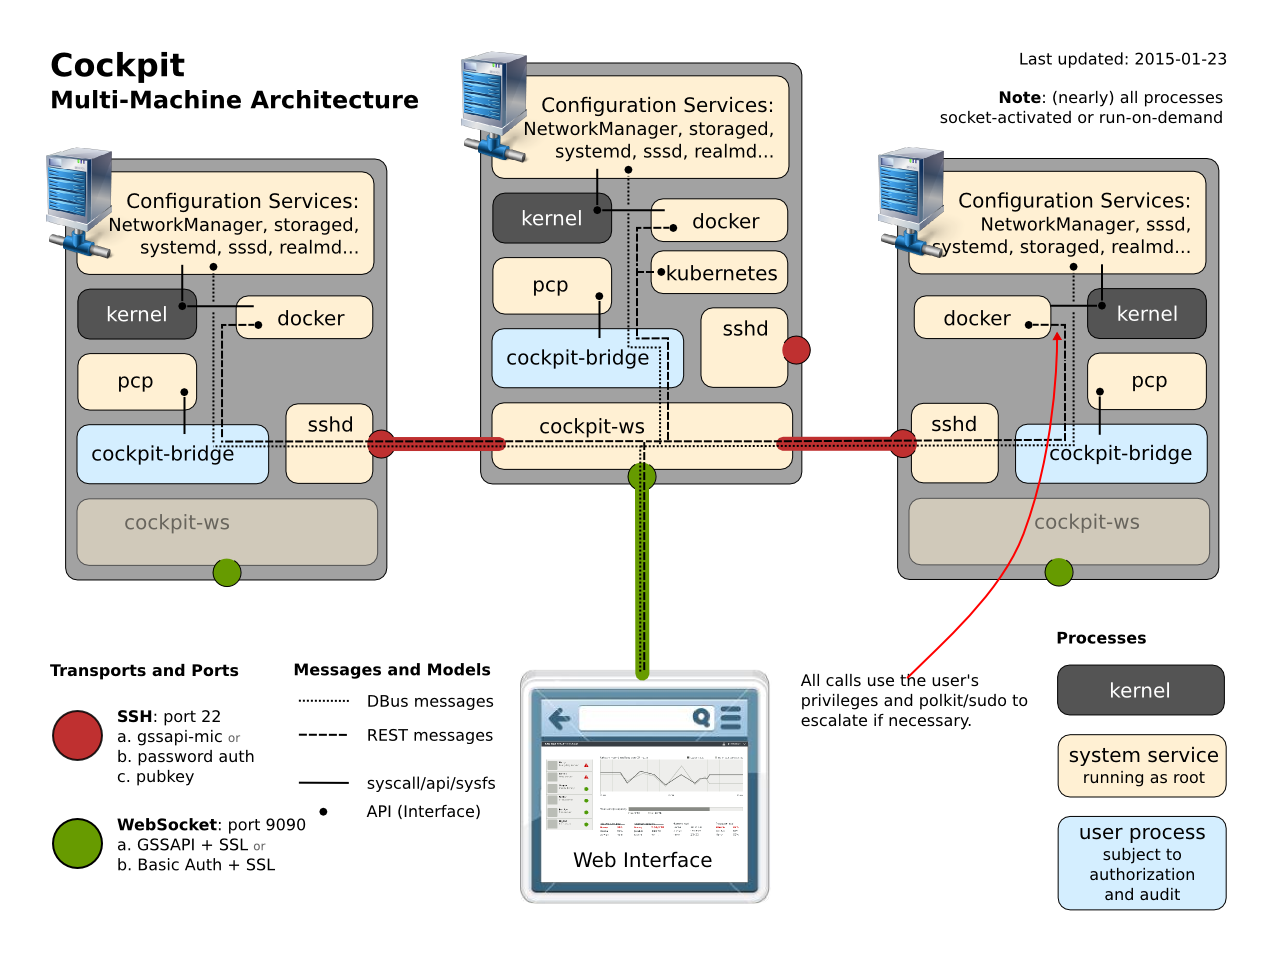 Cockpit
Multi-Machine Architecture
Last updated: 2015-01-23
Note: (nearly) all processes
socket-activated or run-on-demand
Configuration Services:
NetworkManager, storaged,
systemd, sssd, realmd...
kernel
docker
pcp
sshd
cockpit-bridge
cockpit-ws
Configuration Services:
NetworkManager, storaged,
systemd, sssd, realmd...
kernel
docker
kubernetes
pcp
sshd
cockpit-bridge
cockpit-ws
Configuration Services:
NetworkManager, sssd,
systemd, storaged, realmd...
docker
kernel
pcp
sshd
cockpit-bridge
cockpit-ws
Transports and Ports
SSH: port 22
a. gssapi-mic or
b. password auth
c. pubkey
WebSocket: port 9090
a. GSSAPI + SSL or
b. Basic Auth + SSL
Messages and Models
DBus messages
REST messages
syscall/api/sysfs
API (Interface)
Web Interface
All calls use the user's
privileges and polkit/sudo to
escalate if necessary.
Processes
kernel
system service
running as root
user process
subject to
authorization
and audit